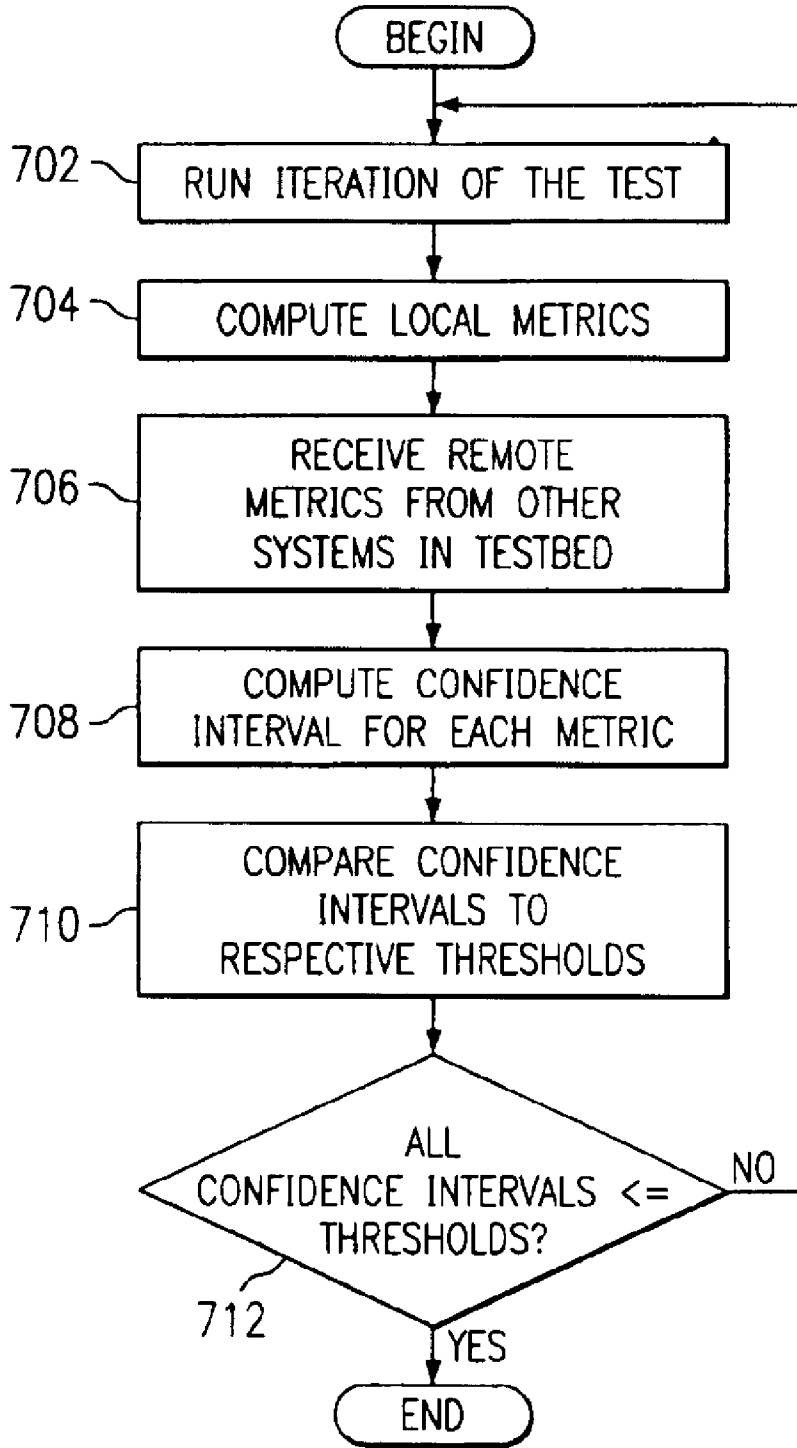 BEGIN
702
RUN ITERATION OF THE TEST
704
COMPUTE LOCAL METRICS
706
RECEIVE REMOTE
METRICS FROM OTHER
SYSTEMS IN TESTBED
708
COMPUTE CONFIDENCE
INTERVAL FOR EACH METRIC
710
COMPARE CONFIDENCE
INTERVALS TO
RESPECTIVE THRESHOLDS
ALL
CONFIDENCE INTERVALS <=
THRESHOLDS?
NO
712
YES
END